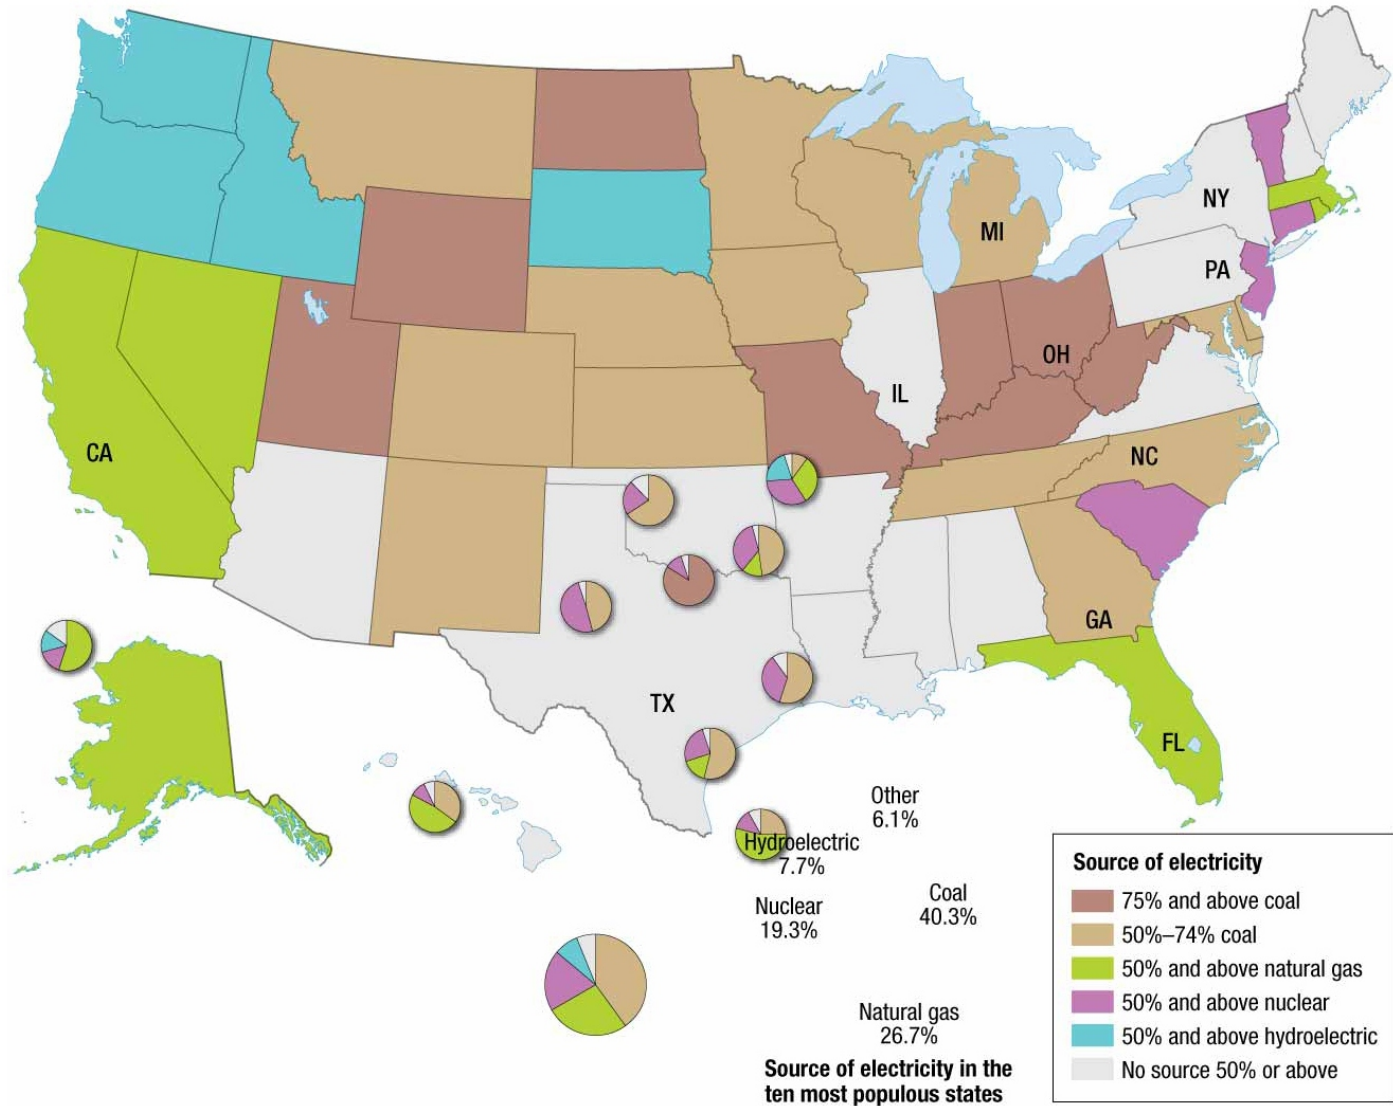 NY
MI
PA
OH
IL
CA
NC
GA
TX
FL
Other
6.1%
Hydroelectric
7.7%
Coal
40.3%
Nuclear
19.3%
Natural gas
26.7%
Source of electricity in the
ten most populous states
Source of electricity
75% and above coal
50%–74% coal
50% and above natural gas
50% and above nuclear
50% and above hydroelectric
No source 50% or above